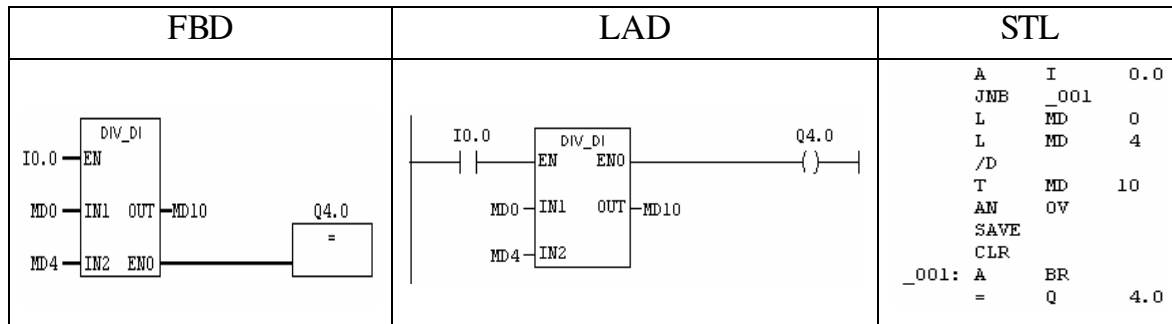 FBD
LAD
STL
DIV_DI
I0.0 EN
MD0 IN1 OUT MD10
Q4.0
=
MD4 IN2 ENO
I0.0
DIV_DI
Q4.0
EN ENO
MD0 IN1 OUT MD10
MD4 IN2
A I 0.0
JNB _001
L MD 0
L MD 4
/D
T MD 10
AN OV
SAVE
CLR
_001: A BR
= Q 4.0